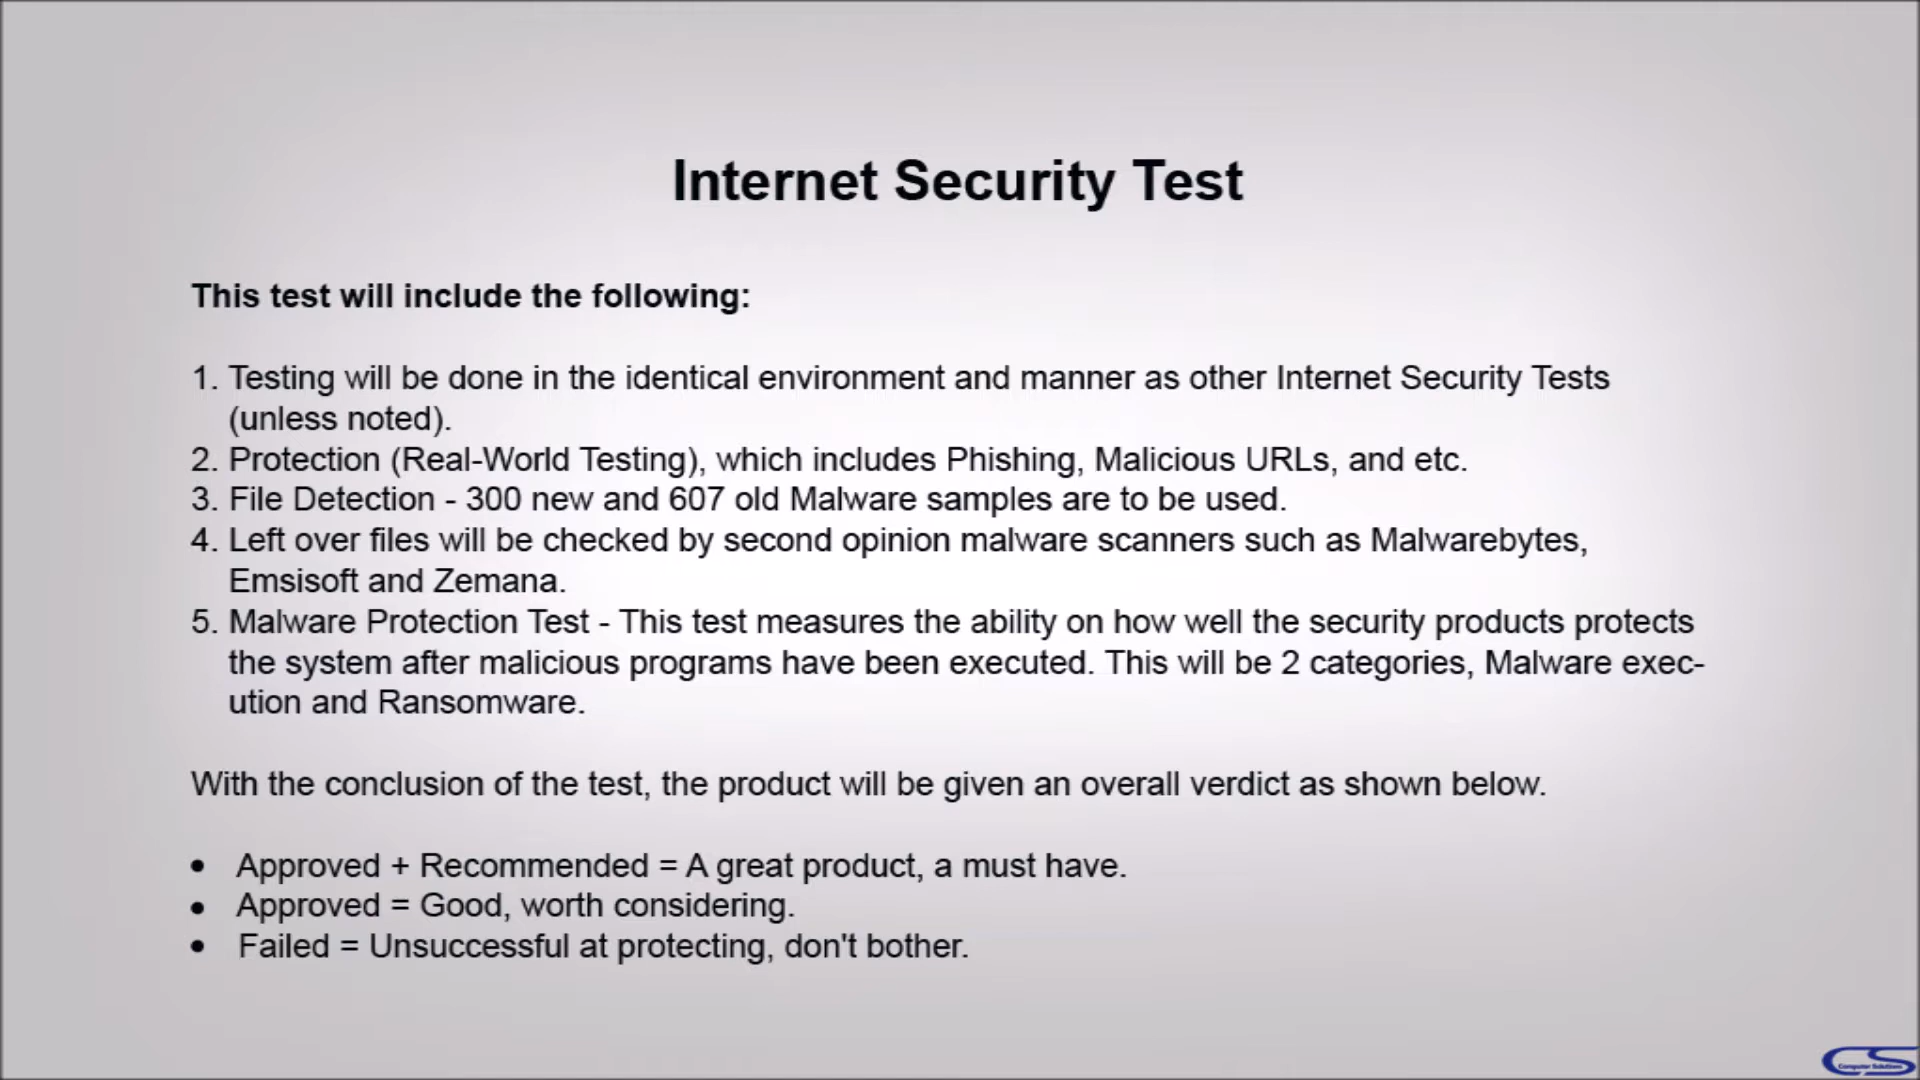 Internet Security Test
This test will include the following:
1. Testing will be done in the identical environment and manner as other Internet Security Tests
(unless noted).
2. Protection (Real-World Testing), which includes Phishing, Malicious URLs, and etc.
3. File Detection - 300 new and 607 old Malware samples are to be used.
4. Left over files will be checked by second opinion malware scanners such as Malwarebytes,
Emsisoft and Zemana.
5. Malware Protection Test - This test measures the ability on how well the security products protects
the system after malicious programs have been executed. This will be 2 categories, Malware exec-
ution and Ransomware.
With the conclusion of the test, the product will be given an overall verdict as shown below.
• Approved + Recommended = A great product, a must have.
• Approved = Good, worth considering.
• Failed = Unsuccessful at protecting, don't bother.
CS
Computer Solutions